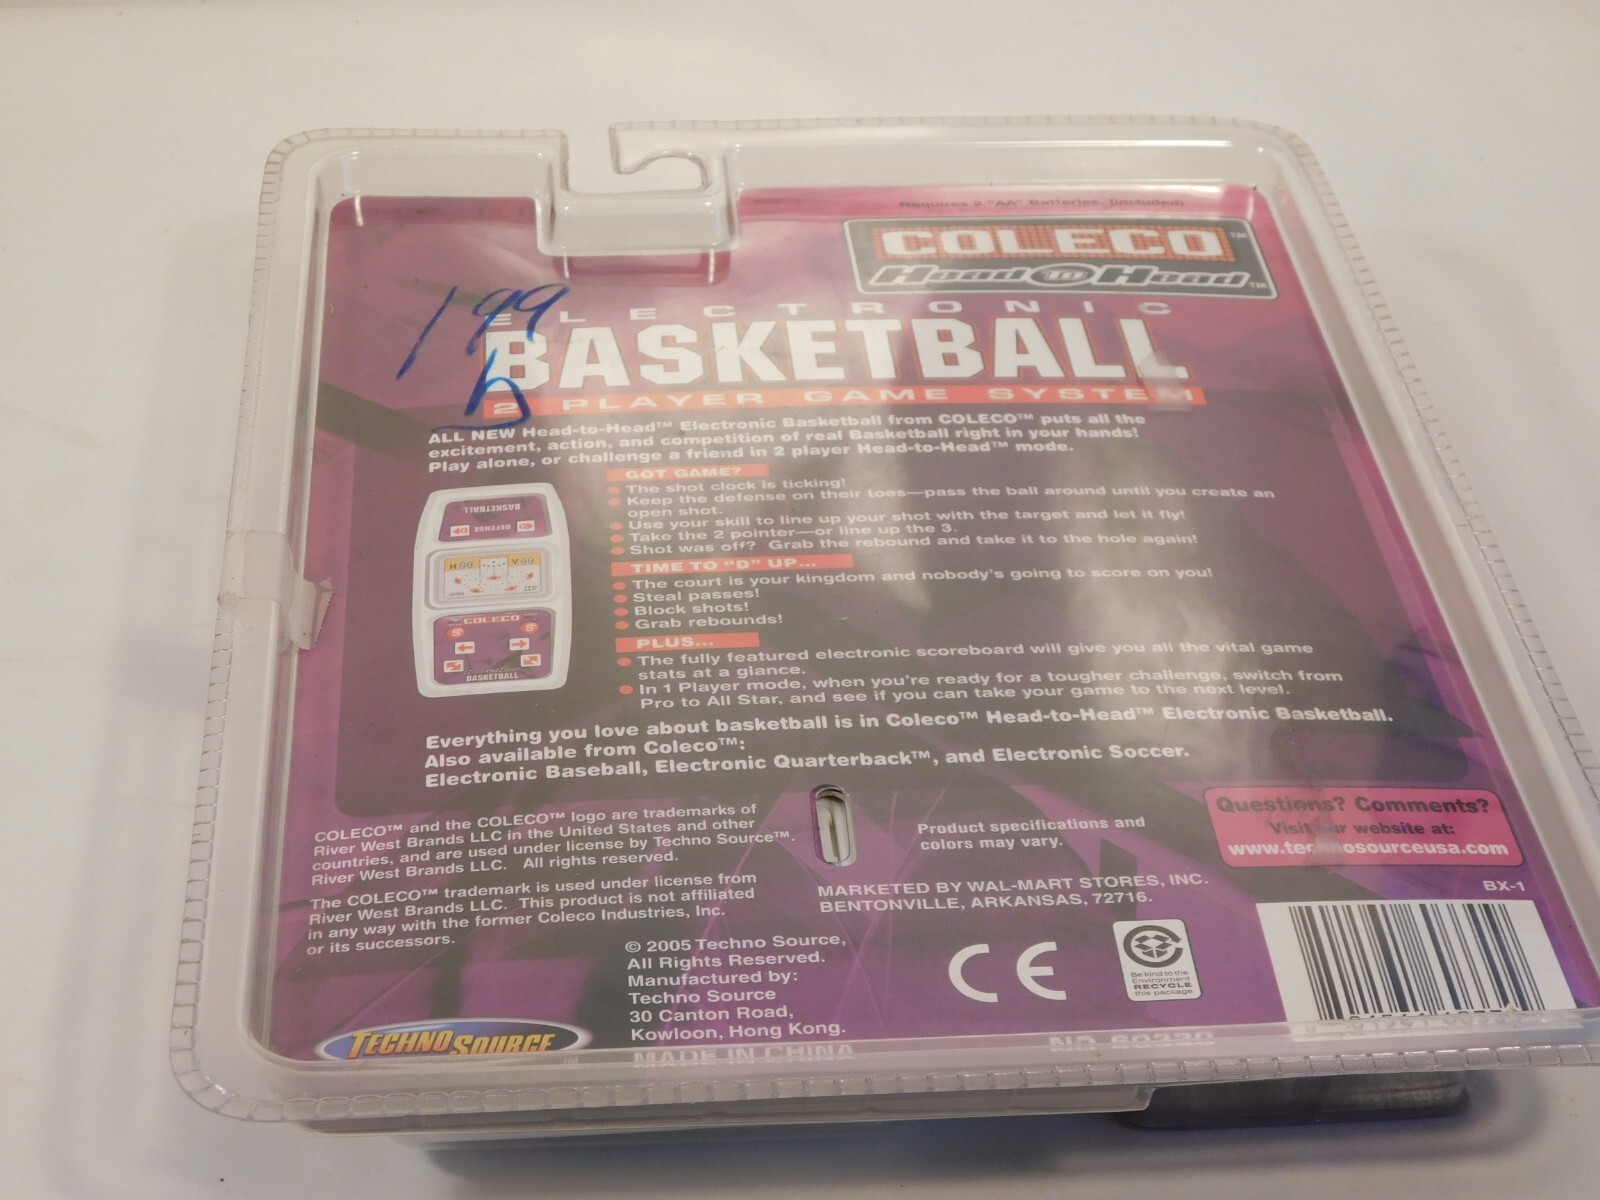 Requires 2 "AA" Batteries. (included)
COLECO™
Head to Head™
199
ELECTRONIC
BASKETBALL
2 PLAYER GAME SYSTEM
ALL NEW Head-to-Head™ Electronic Basketball from COLECO™ puts all the
excitement, action, and competition of real Basketball right in your hands!
Play alone, or challenge a friend in 2 player Head-to-Head™ mode.
GOT GAME?
• The shot clock is ticking!
• Keep the defense on their toes—pass the ball around until you create an
open shot.
• Use your skill to line up your shot with the target and let it fly!
• Take the 2 pointer—or line up the 3.
• Shot was off? Grab the rebound and take it to the hole again!
TIME TO "D" UP...
• The court is your kingdom and nobody's going to score on you!
• Steal passes!
• Block shots!
• Grab rebounds!
PLUS...
• The fully featured electronic scoreboard will give you all the vital game
stats at a glance.
• In 1 Player mode, when you're ready for a tougher challenge, switch from
Pro to All Star, and see if you can take your game to the next level.
BASKETBALL
DEFENSE
COLECO
S S
BASKETBALL
Everything you love about basketball is in Coleco™ Head-to-Head™ Electronic Basketball.
Also available from Coleco™:
Electronic Baseball, Electronic Quarterback™, and Electronic Soccer.
COLECO™ and the COLECO™ logo are trademarks of
River West Brands LLC in the United States and other
countries, and are used under license by Techno Source™.
River West Brands LLC. All rights reserved.
The COLECO™ trademark is used under license from
River West Brands LLC. This product is not affiliated
in any way with the former Coleco Industries, Inc.
or its successors.
Product specifications and
colors may vary.
Questions? Comments?
Visit our website at:
www.technosourceusa.com
MARKETED BY WAL-MART STORES, INC.
BENTONVILLE, ARKANSAS, 72716.
BX-1
© 2005 Techno Source,
All Rights Reserved.
Manufactured by:
Techno Source
30 Canton Road,
Kowloon, Hong Kong.
MADE IN CHINA
CE
Be kind to the
Environment
RECYCLE
this package
TECHNO SOURCE™